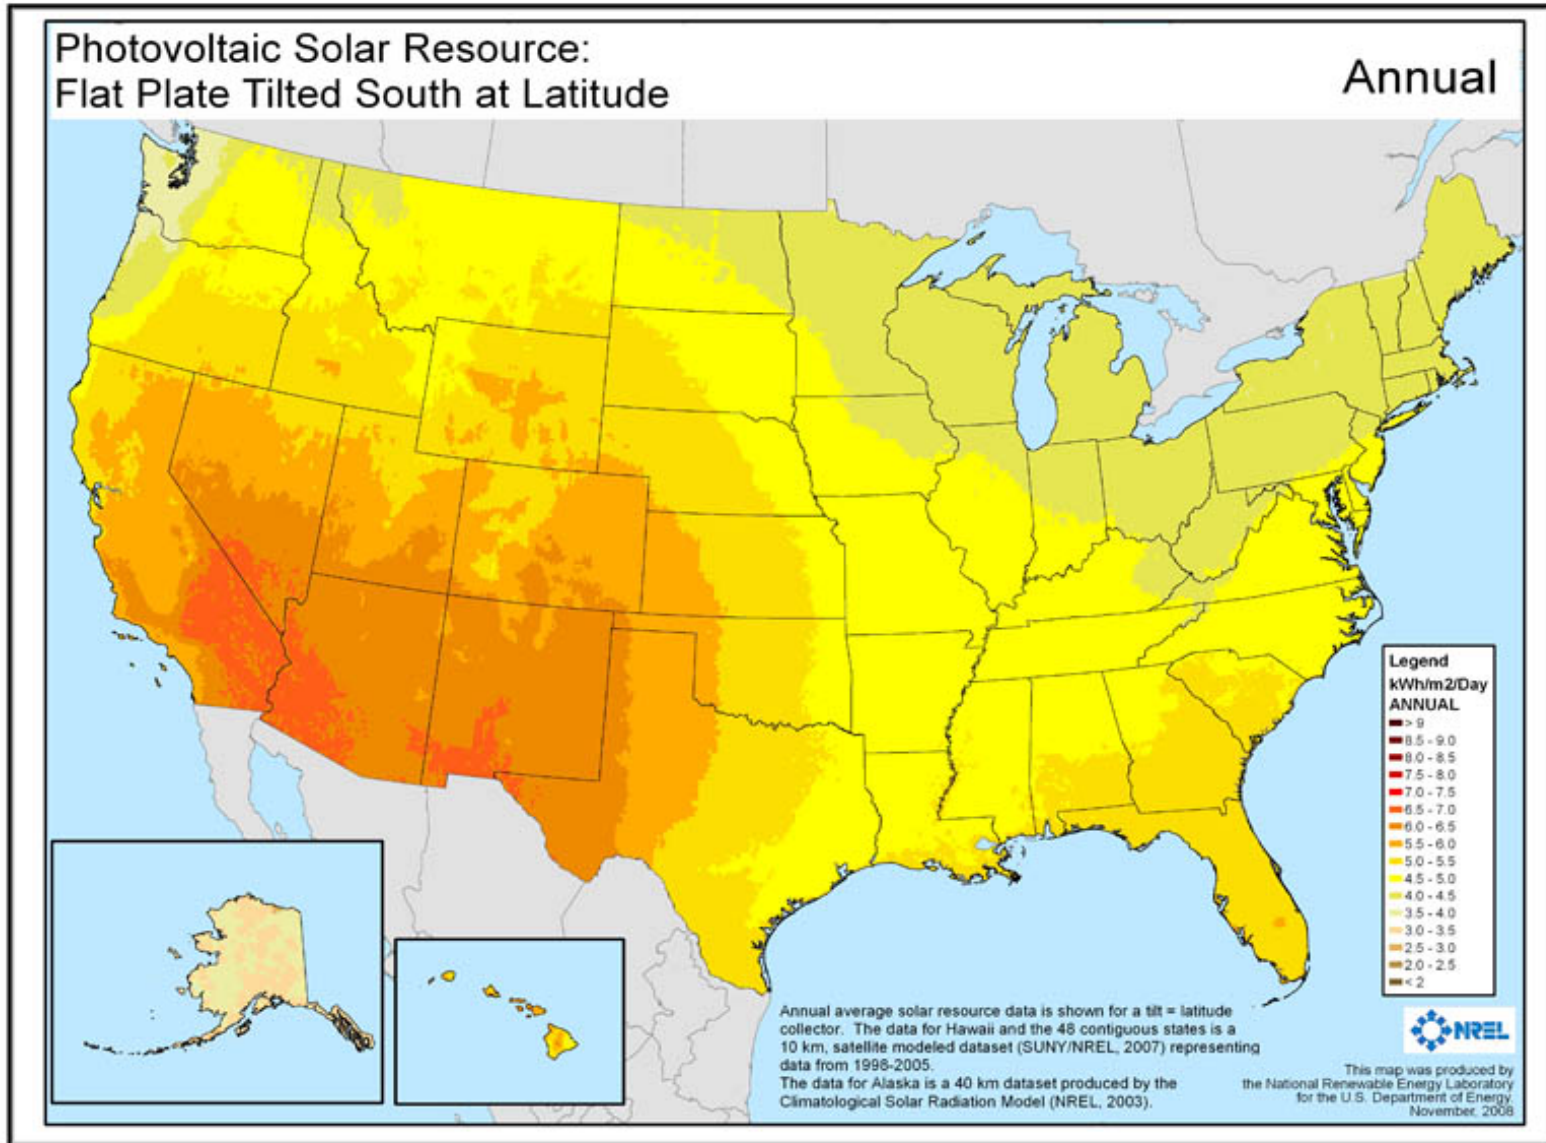 Photovoltaic Solar Resource:
Flat Plate Tilted South at Latitude
Annual
Legend
kWh/m2/Day
ANNUAL
> 9
8.5 - 9.0
8.0 - 8.5
7.5 - 8.0
7.0 - 7.5
6.5 - 7.0
6.0 - 6.5
5.5 - 6.0
5.0 - 5.5
4.5 - 5.0
4.0 - 4.5
3.5 - 4.0
3.0 - 3.5
2.5 - 3.0
2.0 - 2.5
< 2
Annual average solar resource data is shown for a tilt = latitude
collector. The data for Hawaii and the 48 contiguous states is a
10 km, satellite modeled dataset (SUNY/NREL, 2007) representing
data from 1998-2005.
The data for Alaska is a 40 km dataset produced by the
Climatological Solar Radiation Model (NREL, 2003).
NREL
This map was produced by
the National Renewable Energy Laboratory
for the U.S. Department of Energy.
November, 2008